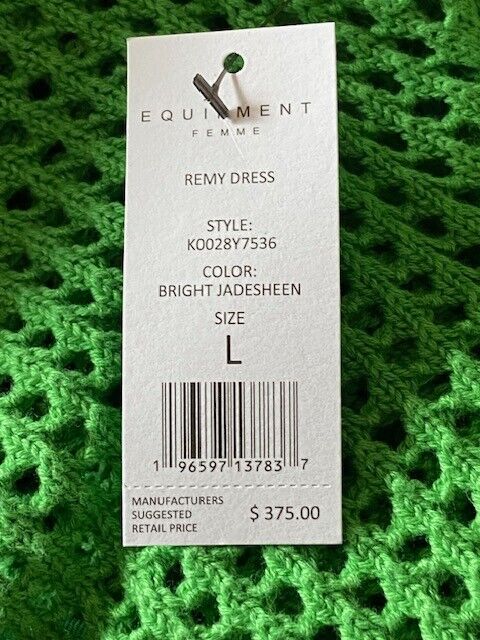 EQUIPMENT
FEMME
REMY DRESS
STYLE:
K0028Y7536
COLOR:
BRIGHT JADESHEEN
SIZE
L
1 96597 13783 7
MANUFACTURERS
SUGGESTED
RETAIL PRICE
$ 375.00